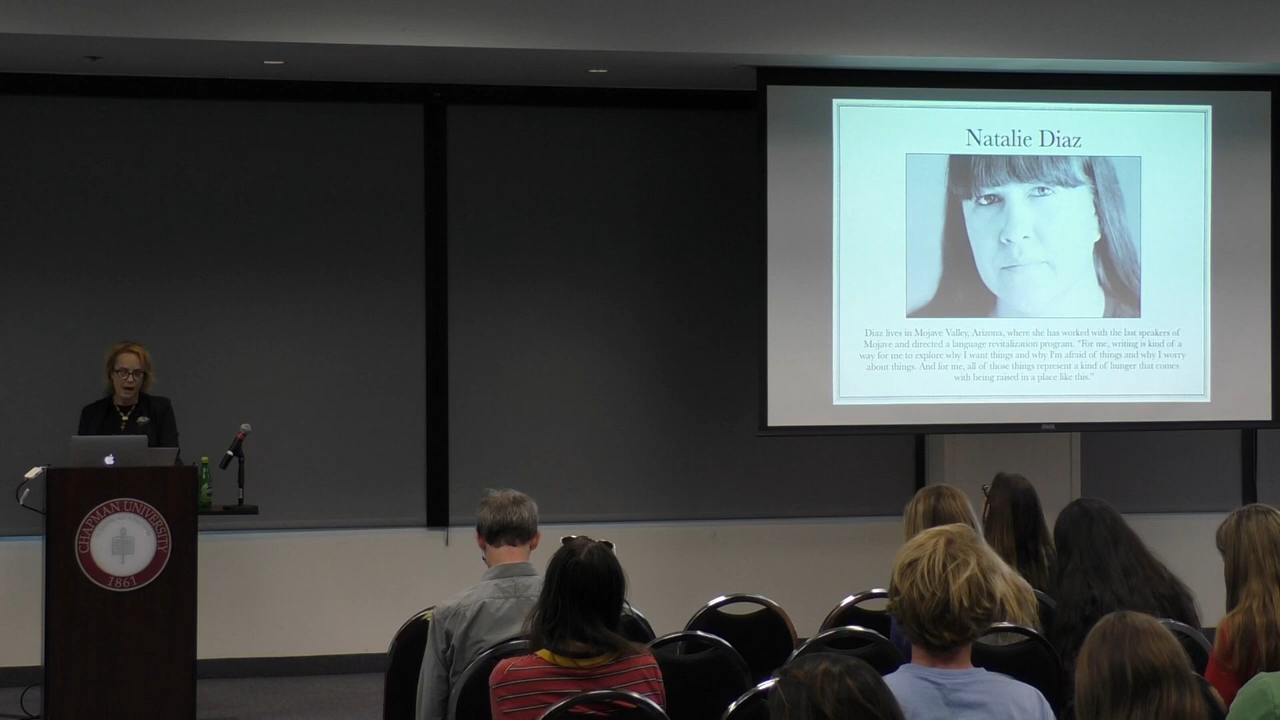 Natalie Diaz
Diaz lives in Mojave Valley, Arizona, where she has worked with the last speakers of
Mojave and directed a language revitalization program. "For me, writing is kind of a
way for me to explore why I want things and why I'm afraid of things and why I worry
about things. And for me, all of those things represent a kind of hunger that comes
with being raised in a place like this."
CHAPMAN UNIVERSITY
1861